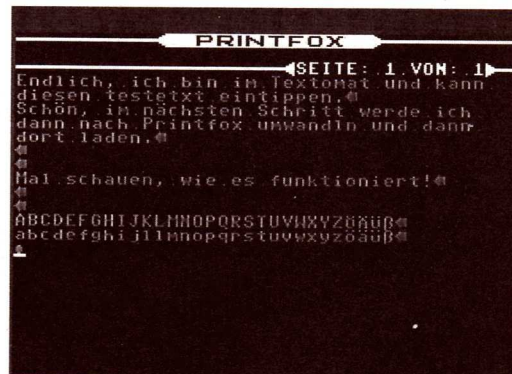 PRINTFOX
SEITE: 1 VON: 1
Endlich, ich bin im Textomat und kann
diesen testetxt eintippen.
Schön, im nächsten Schritt werde ich
dann nach Printfox umwandln und dann
dort laden.
Mal schauen, wie es funktioniert!
ABCDEFGHIJKLMNOPQRSTUVWXYZöäüß
abcdefghijllmnopqrstuvwxyzöäüß